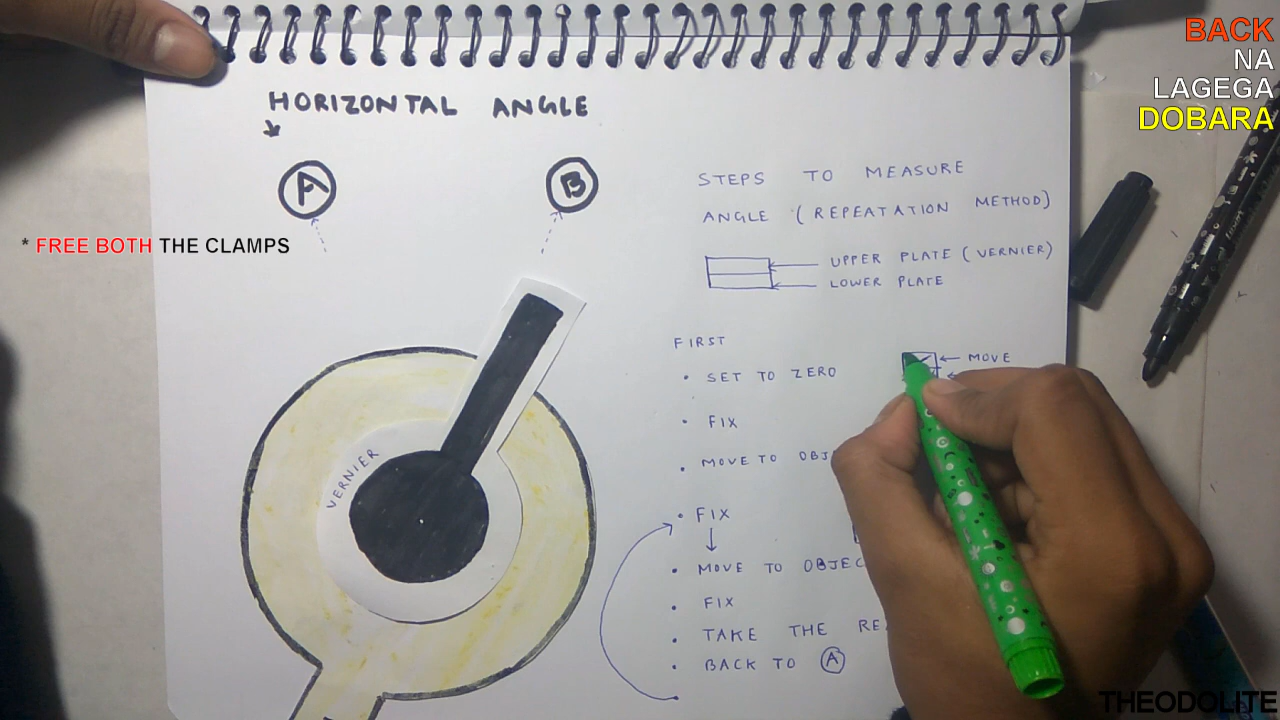 HORIZONTAL ANGLE
A
B
* FREE BOTH THE CLAMPS
VERNIER
STEPS TO MEASURE
ANGLE (REPEATATION METHOD)
UPPER PLATE (VERNIER)
LOWER PLATE
FIRST
• SET TO ZERO
MOVE
• FIX
• MOVE TO OBJ
• FIX
• MOVE TO OBJEC
• FIX
• TAKE THE RE
• BACK TO A
BACK
NA
LAGEGA
DOBARA
THEODOLITE